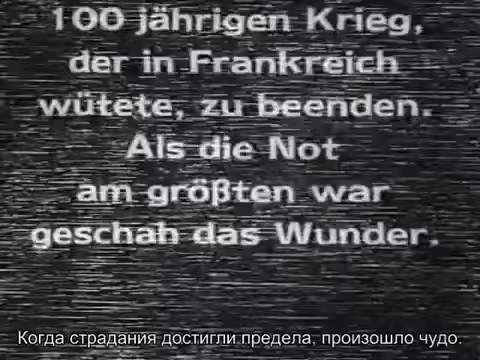 100 jährigen Krieg,
der in Frankreich
wütete, zu beenden.
Als die Not
am größten war
geschah das Wunder.
Когда страдания достигли предела, произошло чудо.